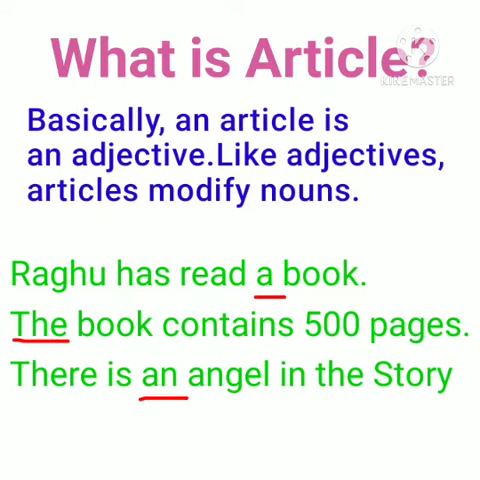 What is Article?
KINEMASTER
Basically, an article is
an adjective.Like adjectives,
articles modify nouns.
Raghu has read a book.
The book contains 500 pages.
There is an angel in the Story